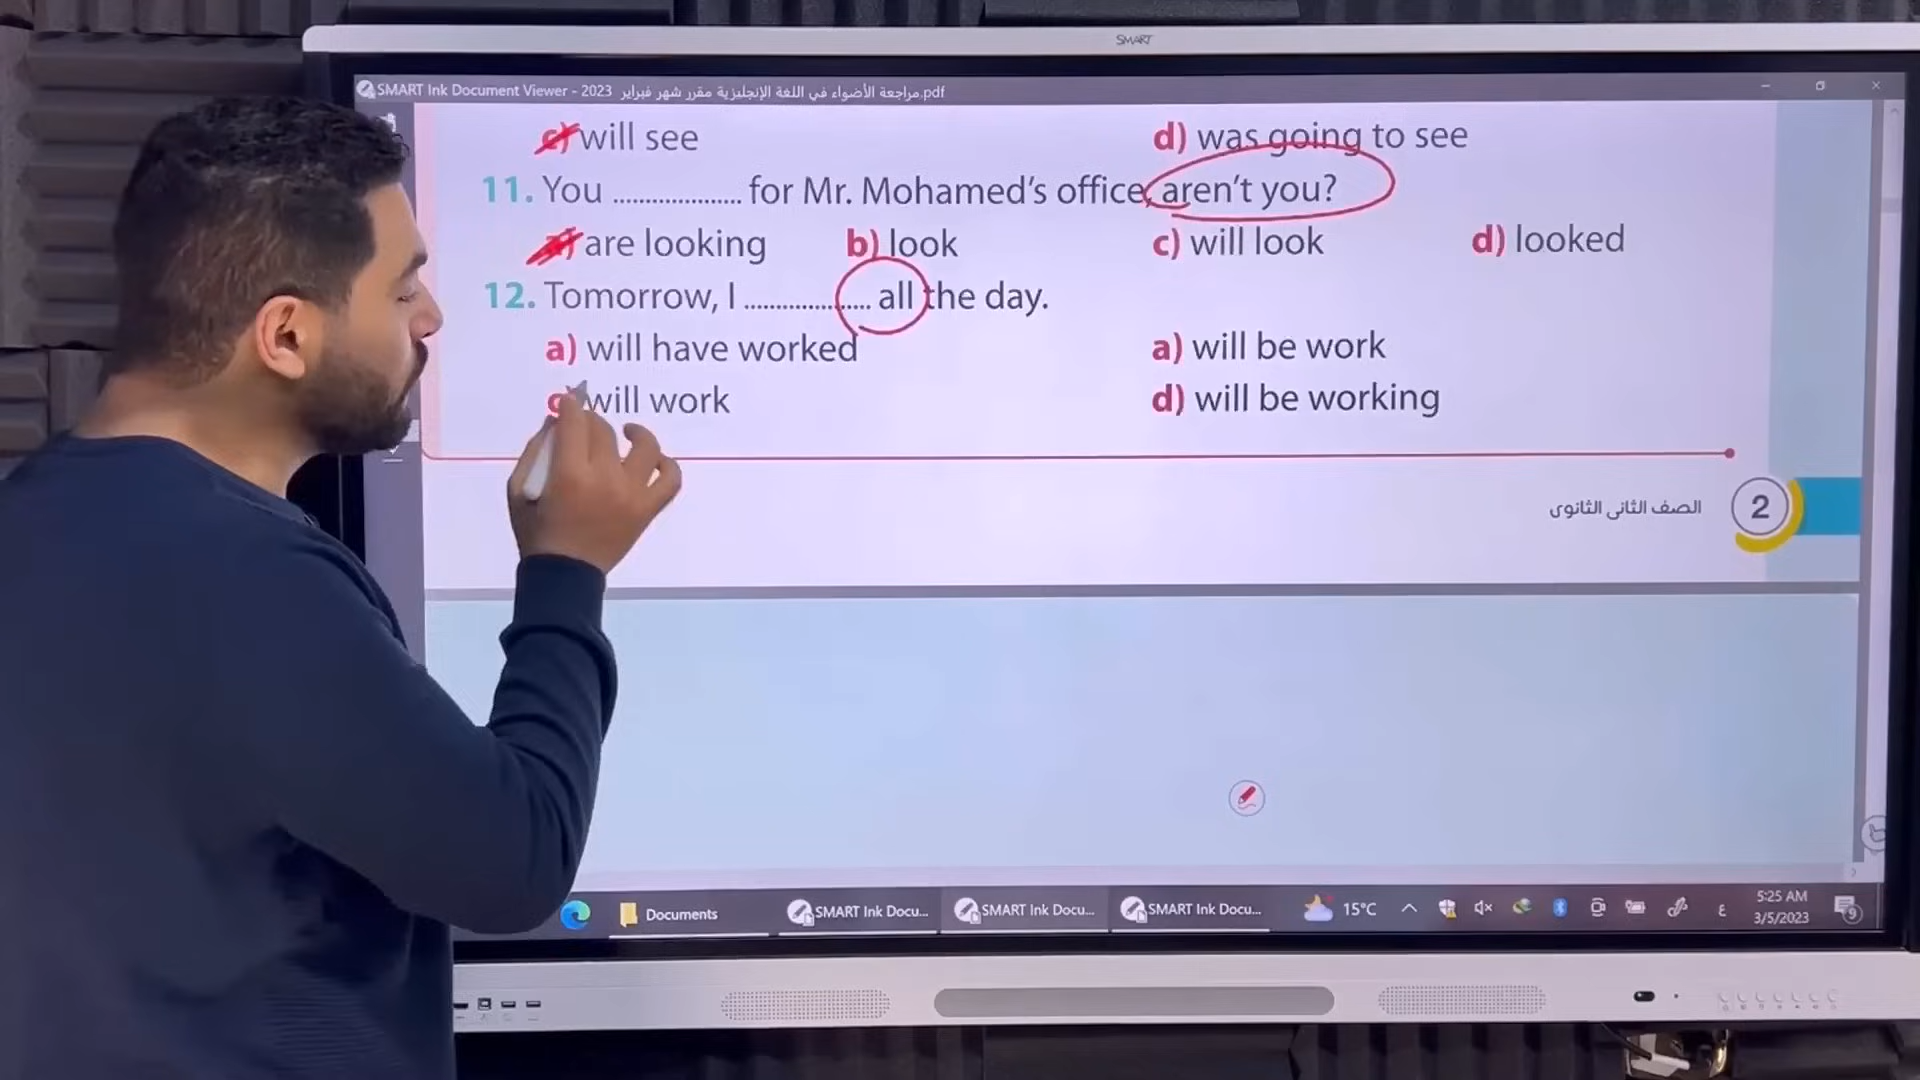 SMART
SMART Ink Document Viewer - 2023 مراجعة الأضواء في اللغة الإنجليزية مقرر شهر فبراير.pdf
c) will see d) was going to see
11. You .................... for Mr. Mohamed's office, aren't you?
a) are looking b) look c) will look d) looked
12. Tomorrow, I .................... all the day.
a) will have worked a) will be work
c) will work d) will be working
الصف الثانى الثانوى 2
Documents SMART Ink Docu... SMART Ink Docu... SMART Ink Docu... 15°C ع 5:25 AM
3/5/2023 9